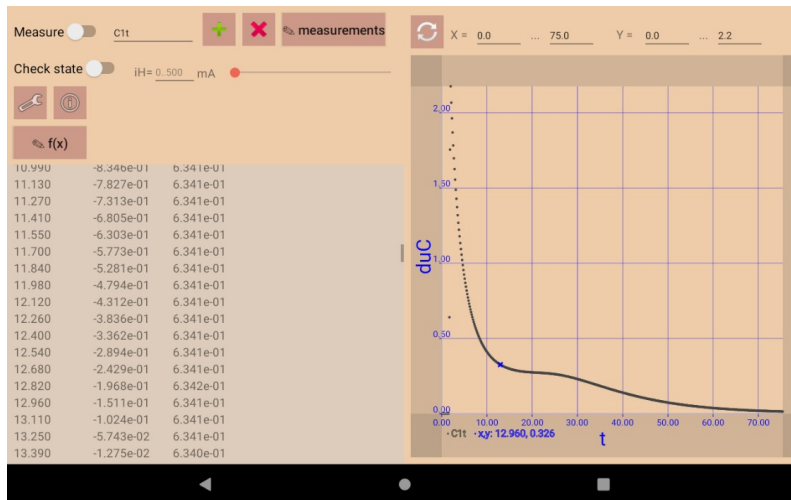 Measure C1t measurements
Check state iH= 0..500 mA
f(x)
10.990 -8.346e-01 6.341e-01
11.130 -7.827e-01 6.341e-01
11.270 -7.313e-01 6.341e-01
11.410 -6.805e-01 6.341e-01
11.550 -6.303e-01 6.341e-01
11.700 -5.773e-01 6.341e-01
11.840 -5.281e-01 6.341e-01
11.980 -4.794e-01 6.341e-01
12.120 -4.312e-01 6.341e-01
12.260 -3.836e-01 6.341e-01
12.400 -3.362e-01 6.341e-01
12.540 -2.894e-01 6.341e-01
12.680 -2.429e-01 6.341e-01
12.820 -1.968e-01 6.342e-01
12.960 -1.511e-01 6.341e-01
13.110 -1.024e-01 6.341e-01
13.250 -5.743e-02 6.341e-01
13.390 -1.275e-02 6.340e-01
X = 0.0 ... 75.0 Y = 0.0 ... 2.2
2,00
1,50
1,00
0,50
0,00
duC
0.00 10.00 20.00 30.00 40.00 50.00 60.00 70.00
·C1t ·x,y: 12.960, 0.326
t